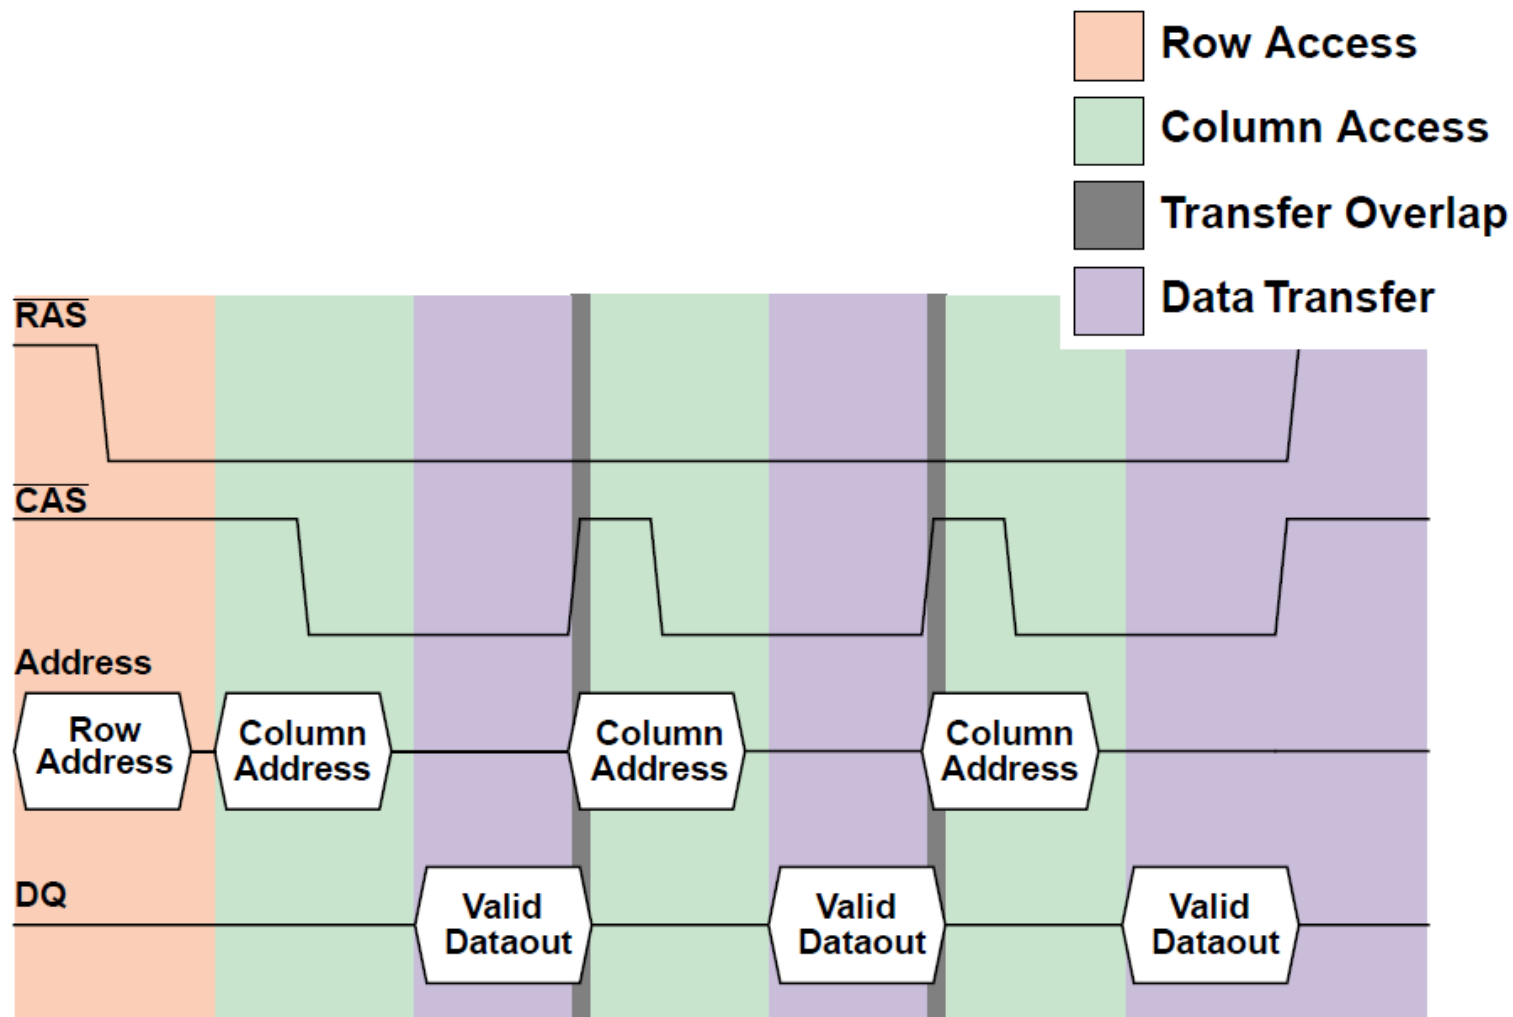 Row Access
Column Access
Transfer Overlap
Data Transfer
RAS
CAS
Address
Row
Address
Column
Address
Column
Address
Column
Address
DQ
Valid
Dataout
Valid
Dataout
Valid
Dataout